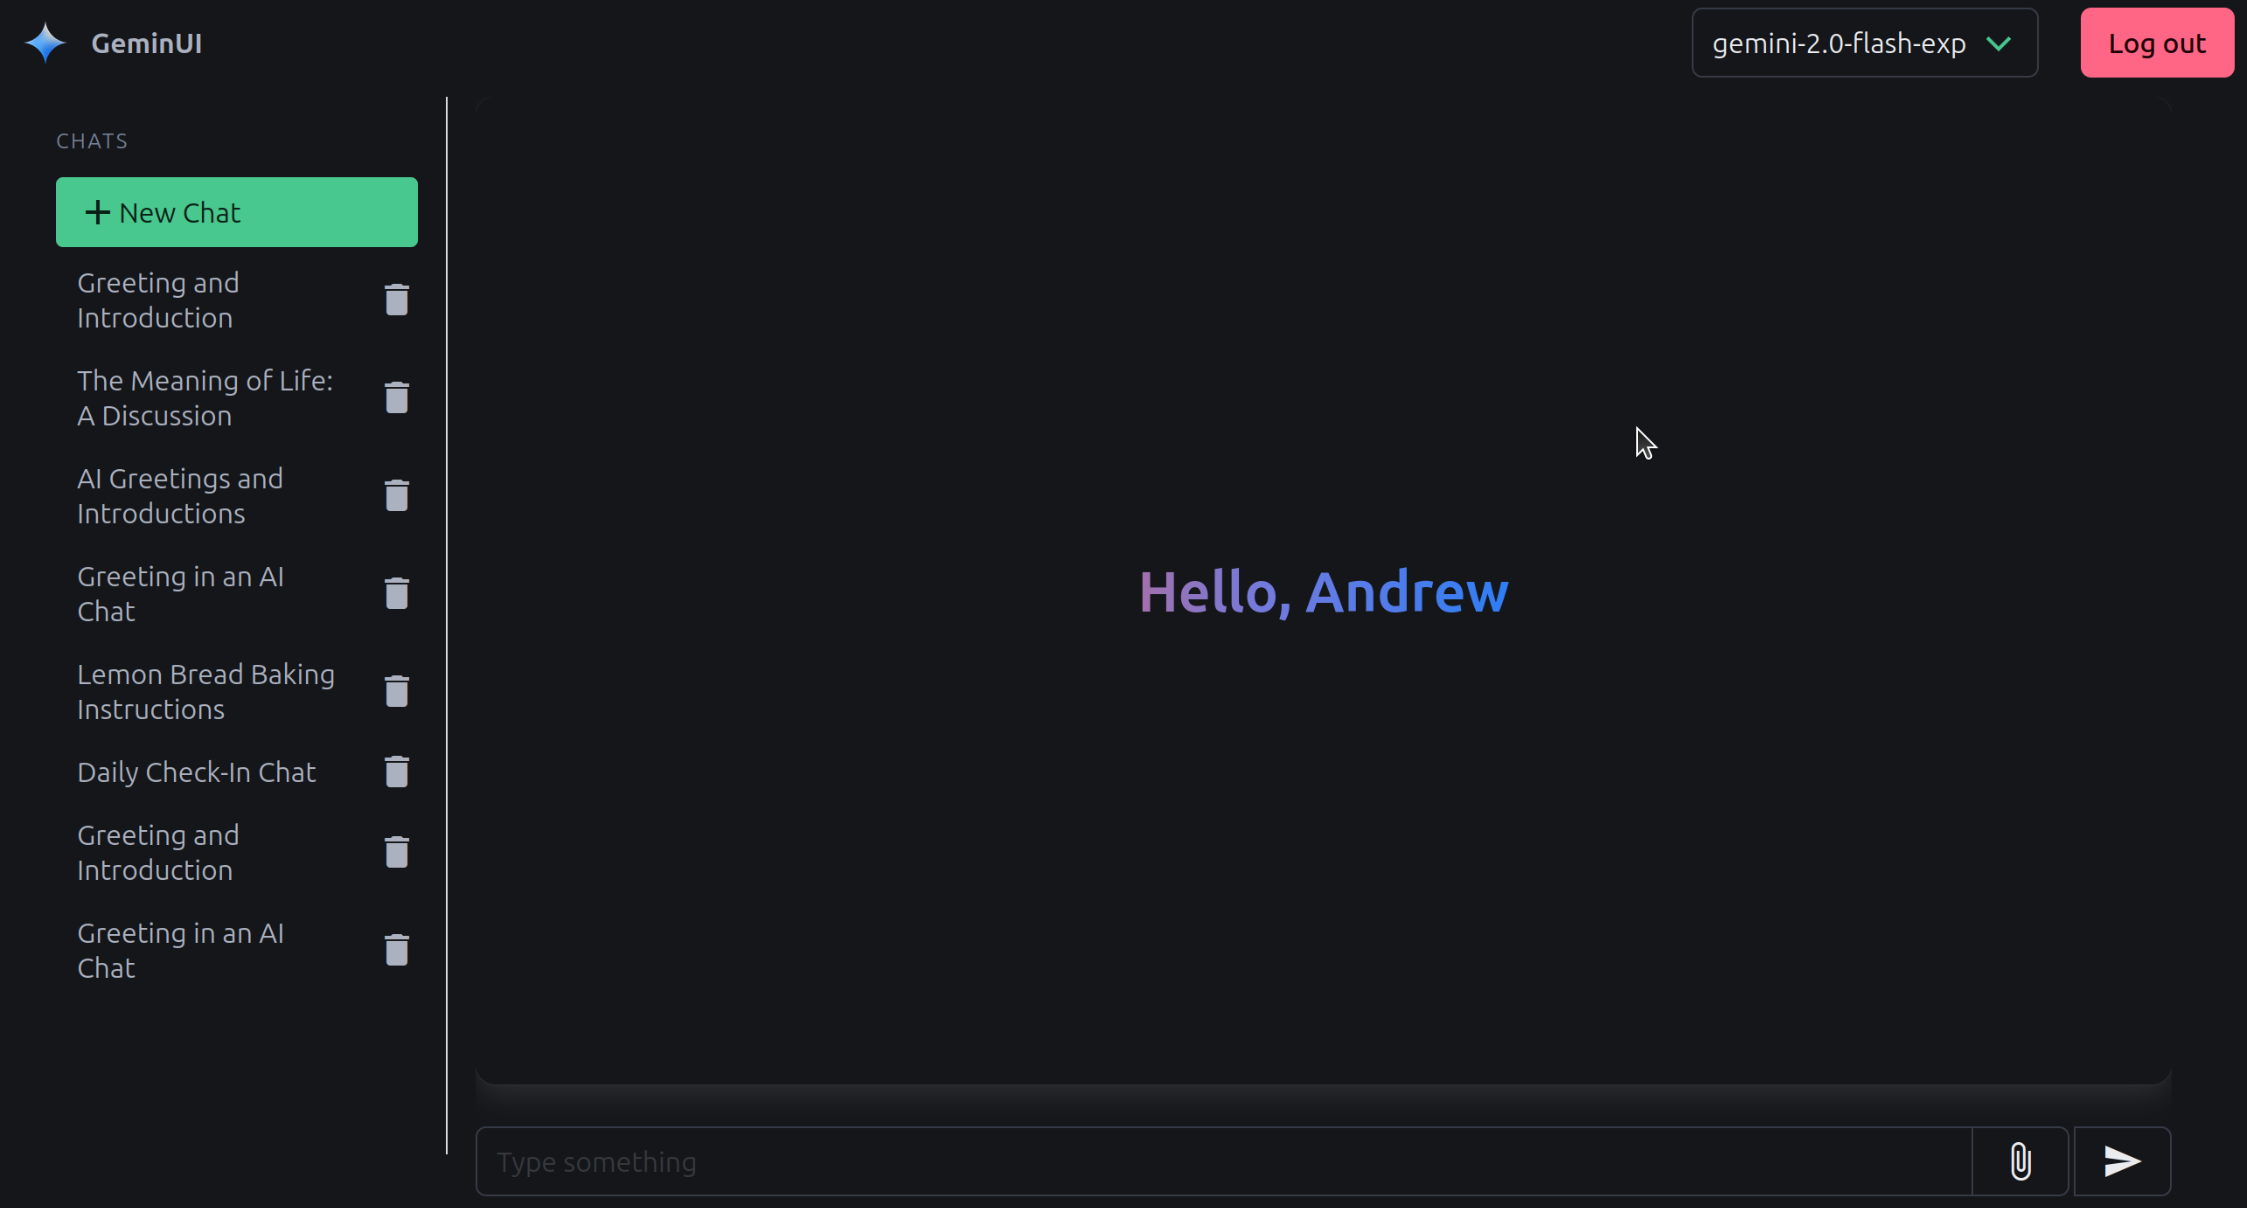 GeminUI
gemini-2.0-flash-exp
Log out
CHATS
New Chat
Greeting and
Introduction
The Meaning of Life:
A Discussion
AI Greetings and
Introductions
Greeting in an AI
Chat
Lemon Bread Baking
Instructions
Daily Check-In Chat
Greeting and
Introduction
Greeting in an AI
Chat
Hello, Andrew
Type something